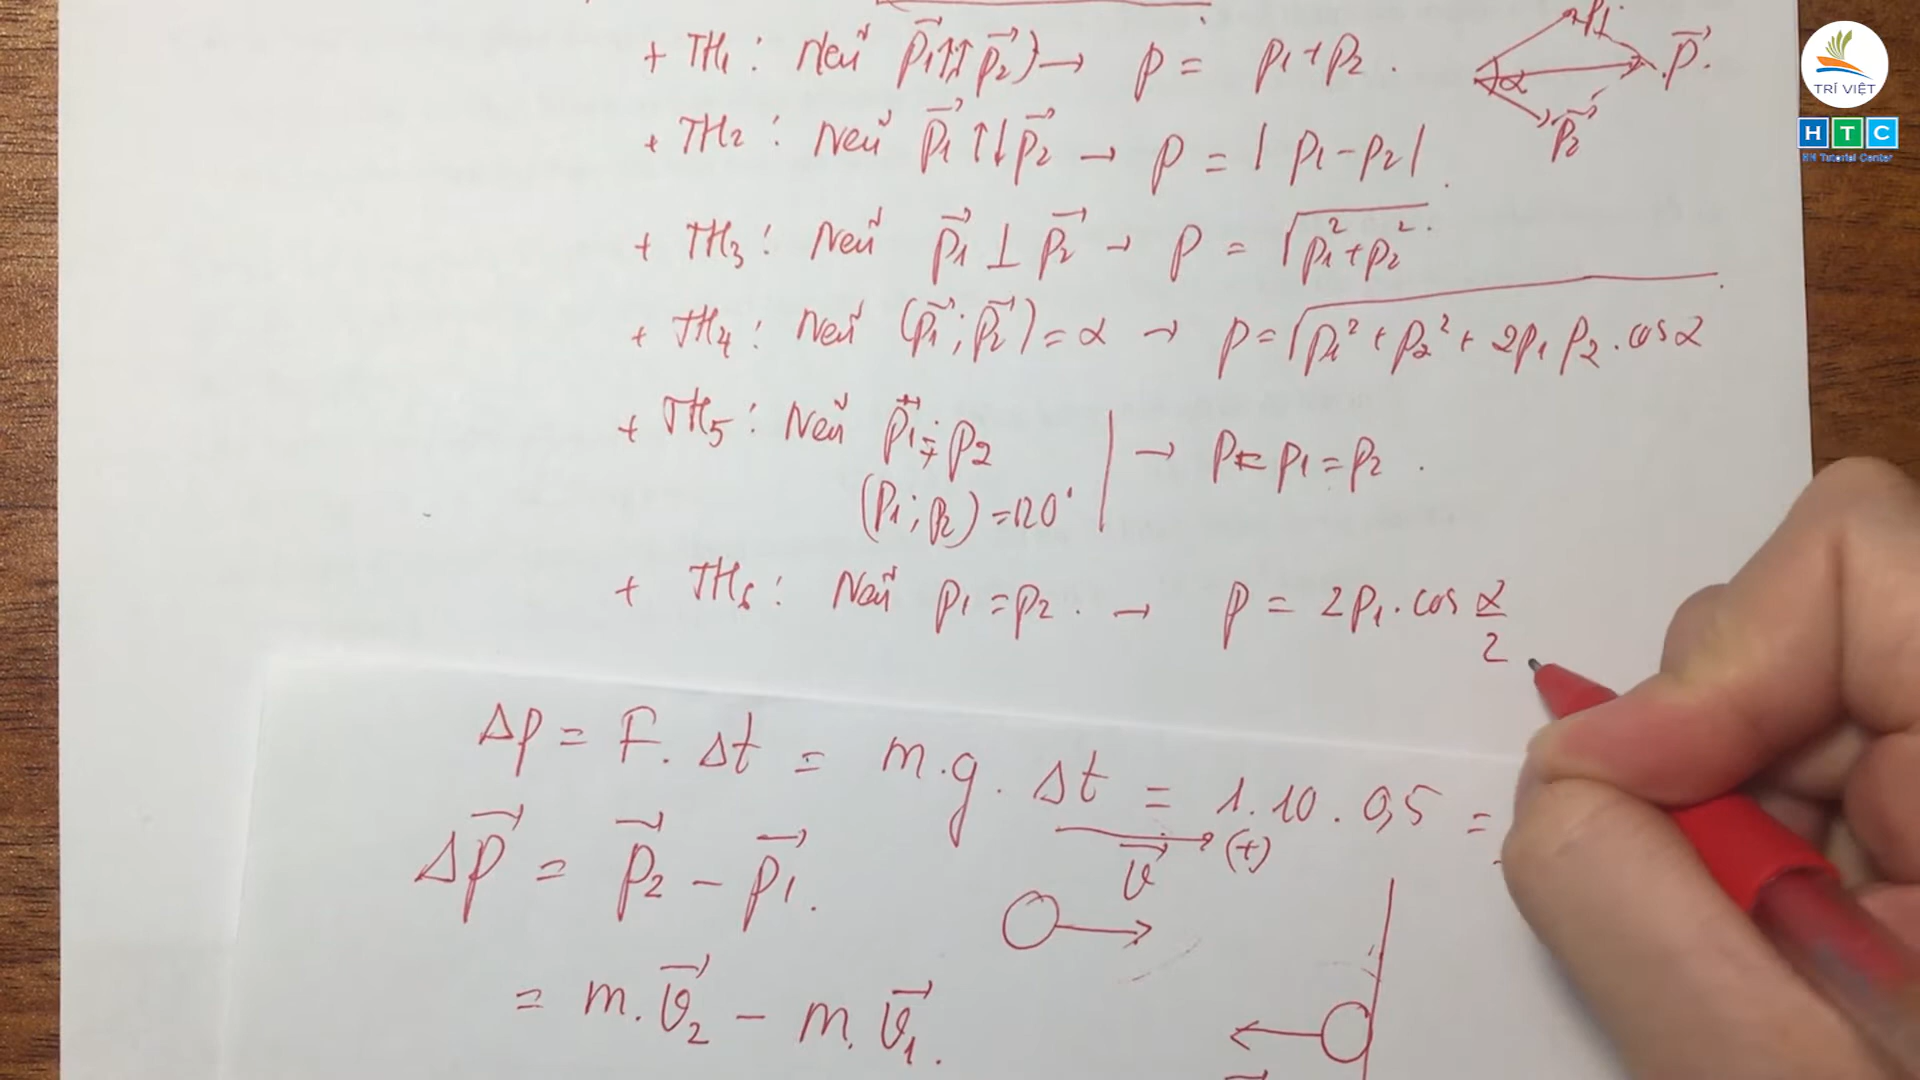 + TH1 : Nếu p⃗1 ↑↑ p⃗2 → p = p1 + p2 .
p⃗1
p⃗
α
p⃗2
TRÍ VIỆT
HTC
+ TH2 : Nếu p⃗1 ↑↓ p⃗2 → p = | p1 - p2 |
+ TH3 : Nếu p⃗1 ⊥ p⃗2 → p = √(p1² + p2²)
+ TH4 : Nếu (p⃗1 ; p⃗2) = α → p = √(p1² + p2² + 2p1 p2 . cosα)
+ TH5 : Nếu p1 = p2
(p1 ; p2) = 120° → p = p1 = p2 .
+ TH6 : Nếu p1 = p2 . → p = 2p1 . cos α/2
Δp = F . Δt = m.g. Δt = 1.10 . 0,5 =
Δp⃗ = p⃗2 - p⃗1 .
v⃗ (+)
= m.v⃗2 - m.v⃗1 .